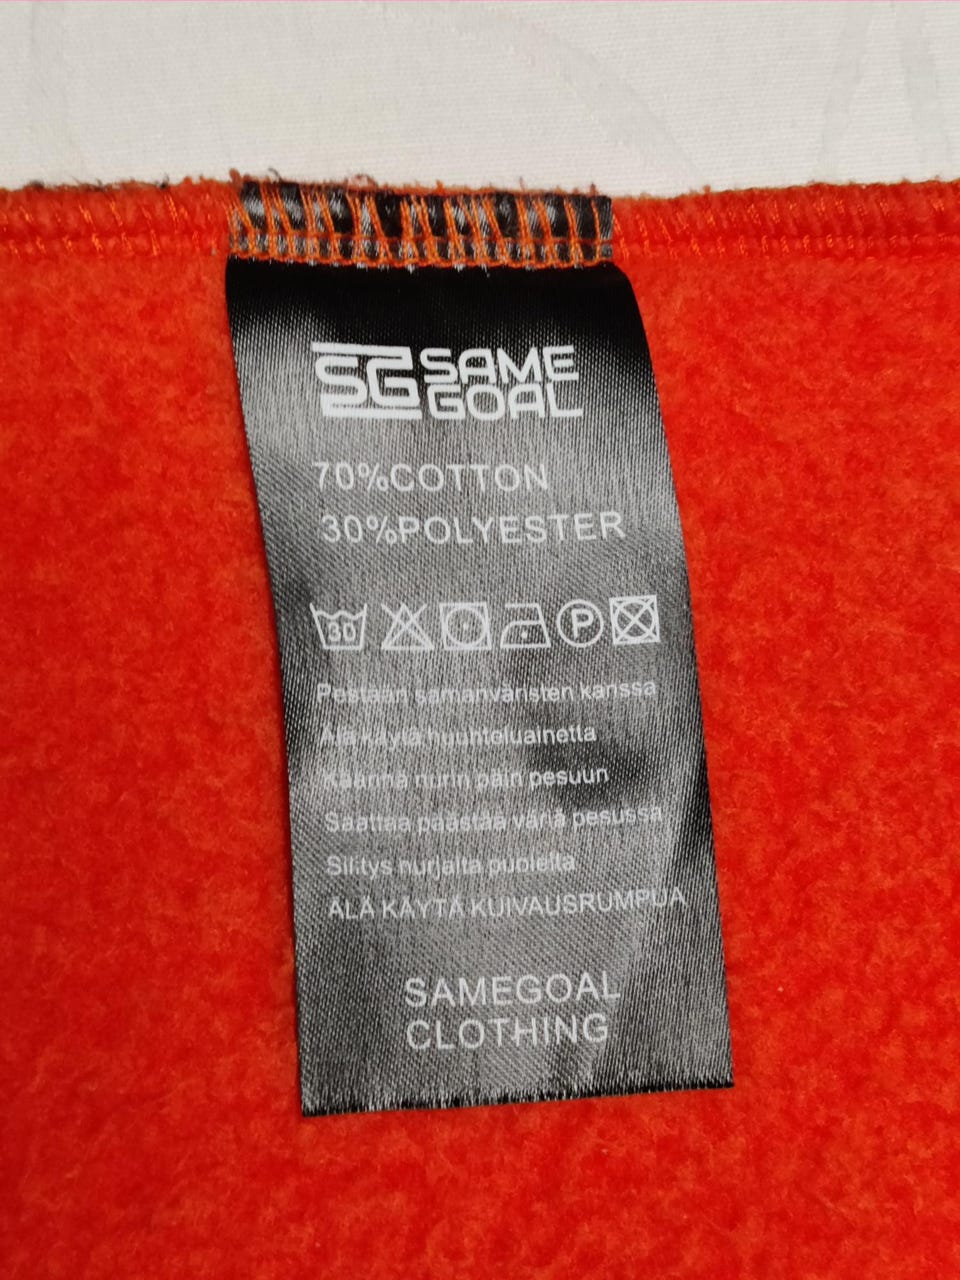 SG SAME
GOAL
70%COTTON
30%POLYESTER
30 P
Pestään samanväristen kanssa
Älä käytä huuhteluainetta
Käännä nurin päin pesuun
Saattaa päästää väriä pesussa
Silitys nurjalta puolelta
ÄLÄ KÄYTÄ KUIVAUSRUMPUA
SAMEGOAL
CLOTHING